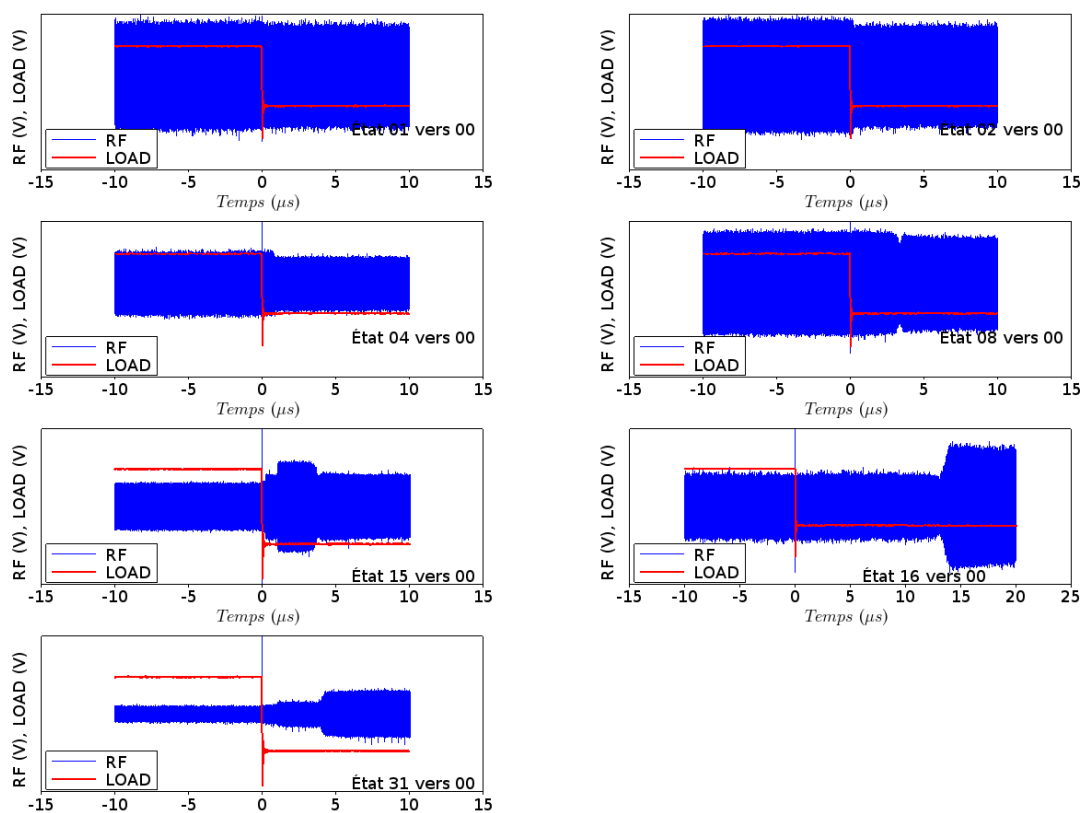 RF (V), LOAD (V)
RF
LOAD
État 01 vers 00
-15 -10 -5 0 5 10 15
Temps (μs)
RF (V), LOAD (V)
RF
LOAD
État 02 vers 00
-15 -10 -5 0 5 10 15
Temps (μs)
RF (V), LOAD (V)
RF
LOAD
État 04 vers 00
-15 -10 -5 0 5 10 15
Temps (μs)
RF (V), LOAD (V)
RF
LOAD
État 08 vers 00
-15 -10 -5 0 5 10 15
Temps (μs)
RF (V), LOAD (V)
RF
LOAD
État 15 vers 00
-15 -10 -5 0 5 10 15
Temps (μs)
RF (V), LOAD (V)
RF
LOAD
État 16 vers 00
-15 -10 -5 0 5 10 15 20 25
Temps (μs)
RF (V), LOAD (V)
RF
LOAD
État 31 vers 00
-15 -10 -5 0 5 10 15
Temps (μs)